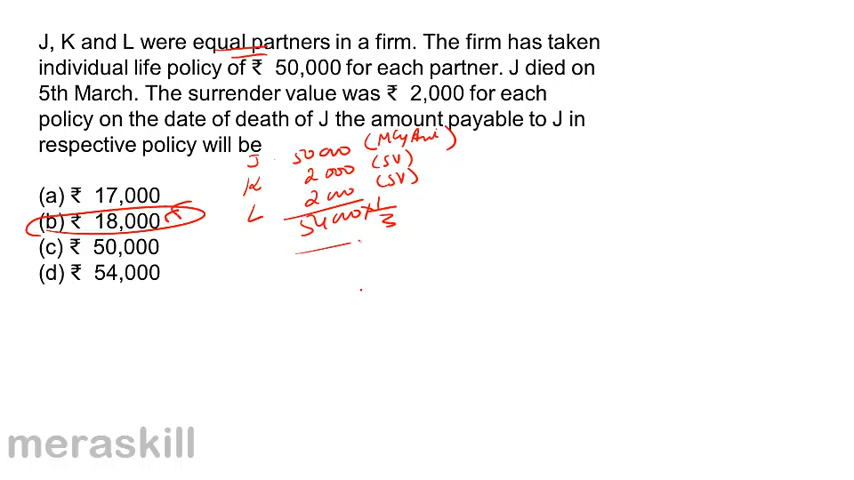 J, K and L were equal partners in a firm. The firm has taken
individual life policy of ₹ 50,000 for each partner. J died on
5th March. The surrender value was ₹ 2,000 for each
policy on the date of death of J the amount payable to J in
respective policy will be
J 50000
K 2000 (SV)
L 2000 (SV)
54000 × 1/3
(a) ₹ 17,000
(b) ₹ 18,000
(c) ₹ 50,000
(d) ₹ 54,000
meraskill